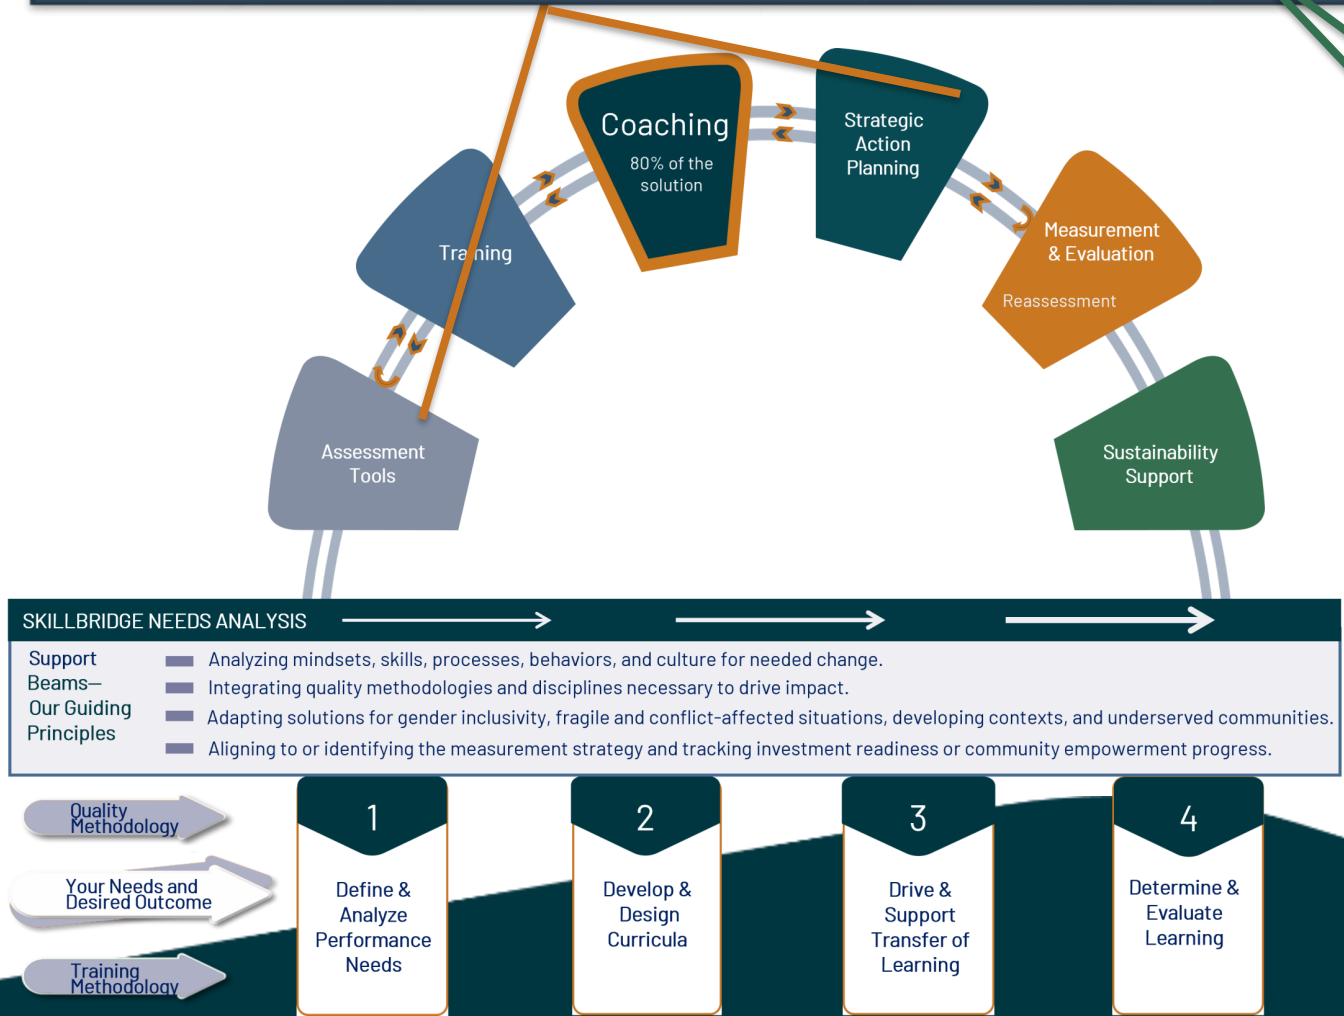 Coaching
80% of the
solution
Strategic
Action
Planning
Training
Measurement
& Evaluation
Reassessment
Assessment
Tools
Sustainability
Support
SKILLBRIDGE NEEDS ANALYSIS
Support
Beams—
Our Guiding
Principles
Analyzing mindsets, skills, processes, behaviors, and culture for needed change.
Integrating quality methodologies and disciplines necessary to drive impact.
Adapting solutions for gender inclusivity, fragile and conflict-affected situations, developing contexts, and underserved communities.
Aligning to or identifying the measurement strategy and tracking investment readiness or community empowerment progress.
Quality
Methodology
Your Needs and
Desired Outcome
Training
Methodology
1
Define &
Analyze
Performance
Needs
2
Develop &
Design
Curricula
3
Drive &
Support
Transfer of
Learning
4
Determine &
Evaluate
Learning